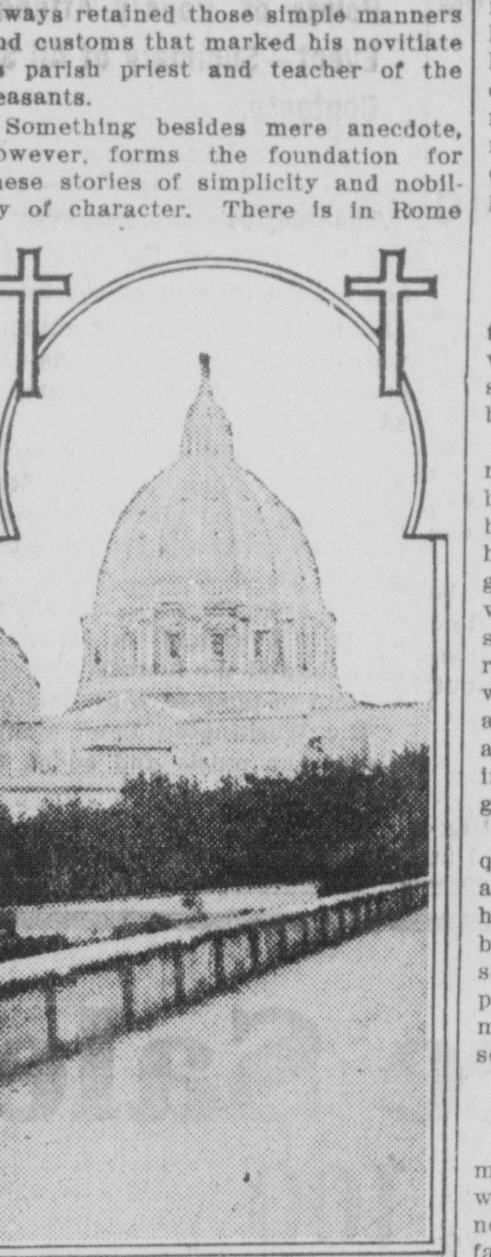 ways retained those simple manners
nd customs that marked his novitiate
s parish priest and teacher of the
easants.
Something besides mere anecdote,
owever, forms the foundation for
hese stories of simplicity and nobil-
y of character. There is in Rome